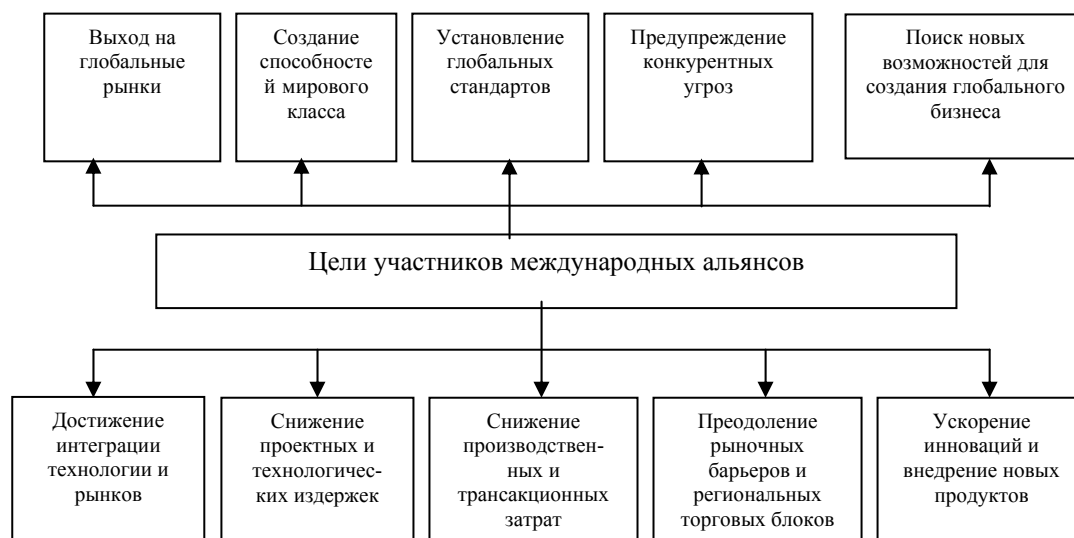 Выход на
глобальные
рынки
Создание
способносте
й мирового
класса
Установление
глобальных
стандартов
Предупреждение
конкурентных
угроз
Поиск новых
возможностей для
создания глобального
бизнеса
Цели участников международных альянсов
Достижение
интеграции
технологии и
рынков
Снижение
проектных и
технологичес-
ких издержек
Снижение
производствен-
ных и
трансакционных
затрат
Преодоление
рыночных
барьеров и
региональных
торговых блоков
Ускорение
инноваций и
внедрение новых
продуктов